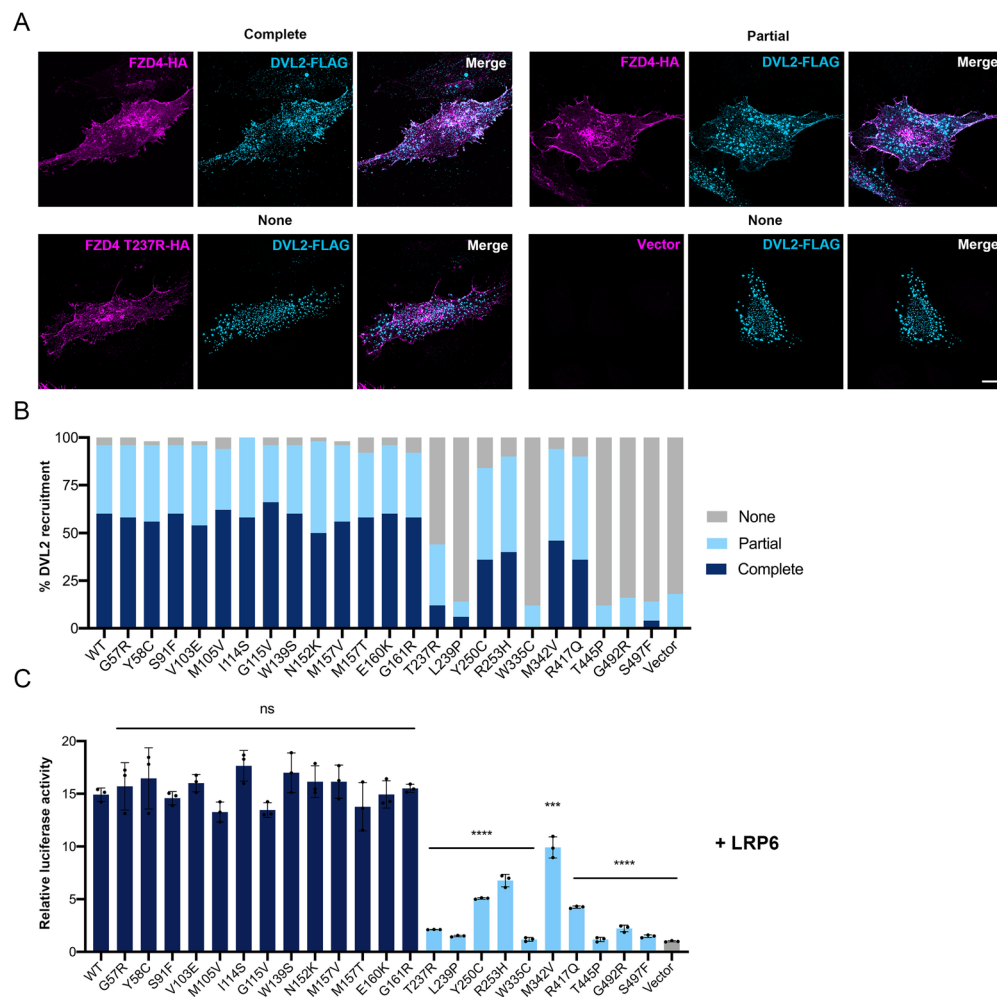 A
Complete
Partial
FZD4-HA
DVL2-FLAG
Merge
FZD4-HA
DVL2-FLAG
Merge
None
None
FZD4 T237R-HA
DVL2-FLAG
Merge
Vector
DVL2-FLAG
Merge
B
% DVL2 recruitment
100
75
50
25
0
WT
G57R
Y58C
S91F
V103E
M105V
I114S
G115V
W139S
N152K
M157V
M157T
E160K
G161R
T237R
L239P
Y250C
R253H
W335C
M342V
R417Q
T445P
G492R
S497F
Vector
None
Partial
Complete
C
Relative luciferase activity
20
15
10
5
0
ns
****
***
****
+ LRP6
WT
G57R
Y58C
S91F
V103E
M105V
I114S
G115V
W139S
N152K
M157V
M157T
E160K
G161R
T237R
L239P
Y250C
R253H
W335C
M342V
R417Q
T445P
G492R
S497F
Vector